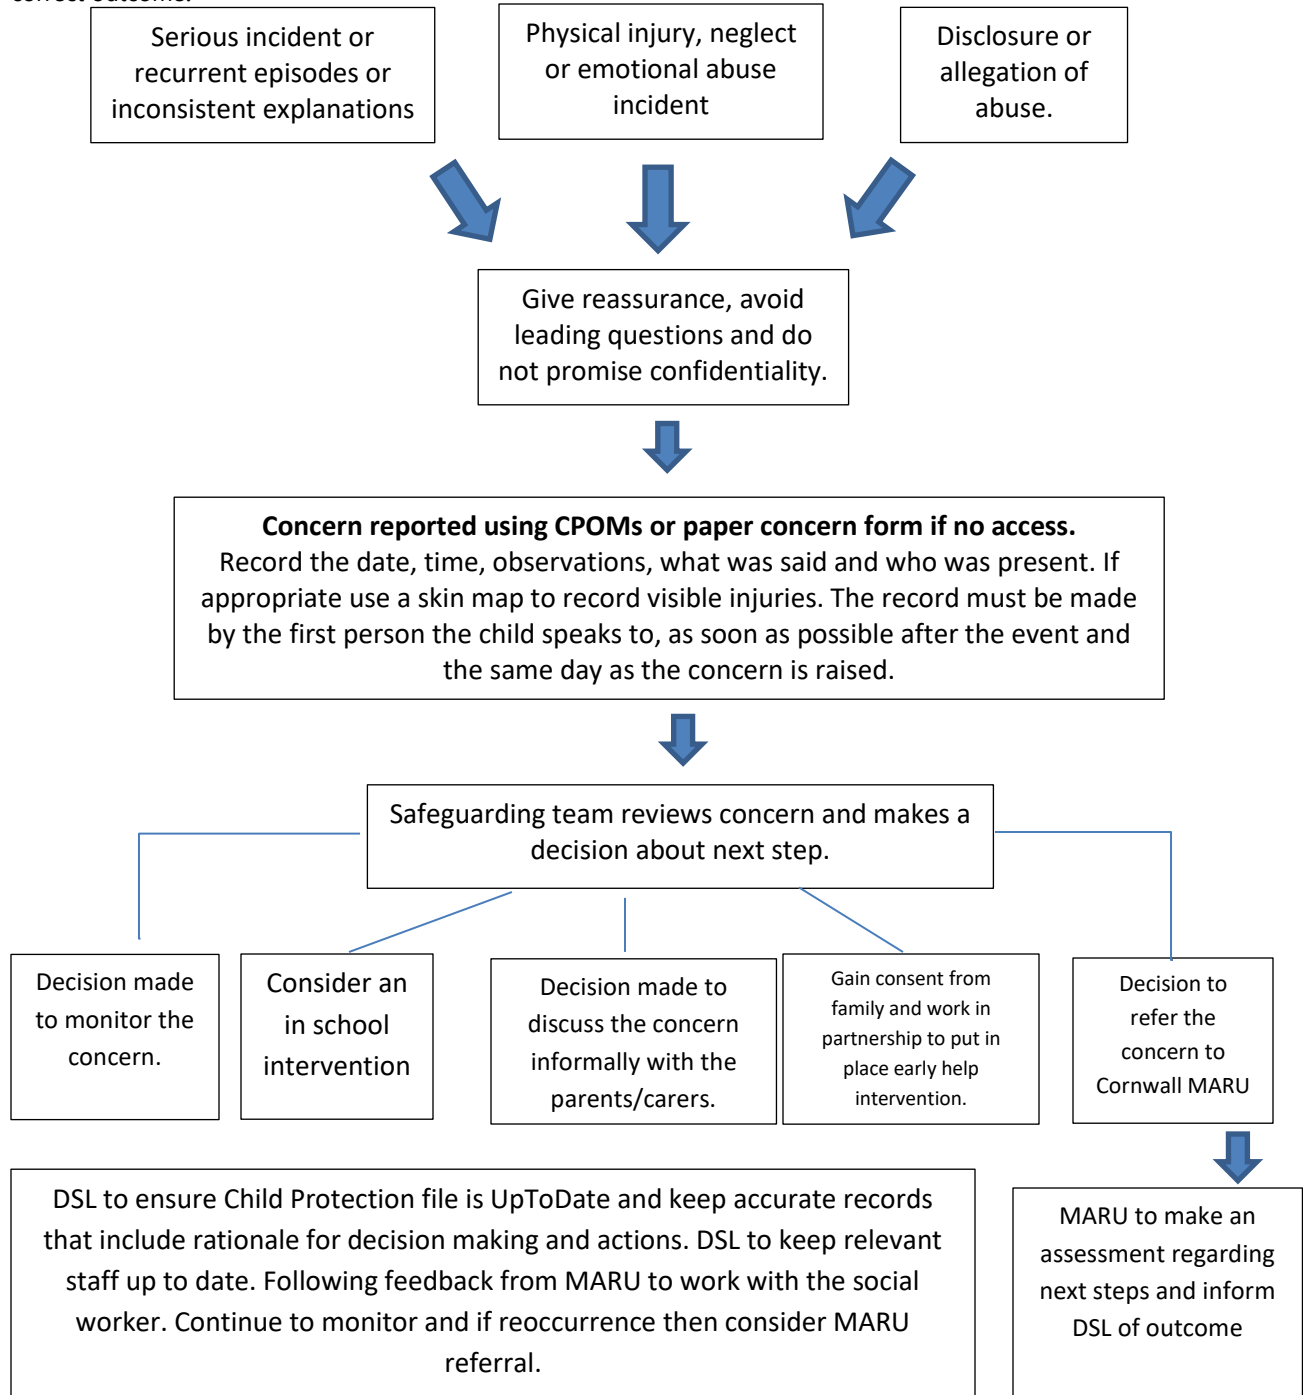 correct outcome.
Serious incident or
recurrent episodes or
inconsistent explanations
Physical injury, neglect
or emotional abuse
incident
Disclosure or
allegation of
abuse.
Give reassurance, avoid
leading questions and do
not promise confidentiality.
Concern reported using CPOMs or paper concern form if no access.
Record the date, time, observations, what was said and who was present. If
appropriate use a skin map to record visible injuries. The record must be made
by the first person the child speaks to, as soon as possible after the event and
the same day as the concern is raised.
Safeguarding team reviews concern and makes a
decision about next step.
Decision made
to monitor the
concern.
Consider an
in school
intervention
Decision made to
discuss the concern
informally with the
parents/carers.
Gain consent from
family and work in
partnership to put in
place early help
intervention.
Decision to
refer the
concern to
Cornwall MARU
DSL to ensure Child Protection file is UpToDate and keep accurate records
that include rationale for decision making and actions. DSL to keep relevant
staff up to date. Following feedback from MARU to work with the social
worker. Continue to monitor and if reoccurrence then consider MARU
referral.
MARU to make an
assessment regarding
next steps and inform
DSL of outcome